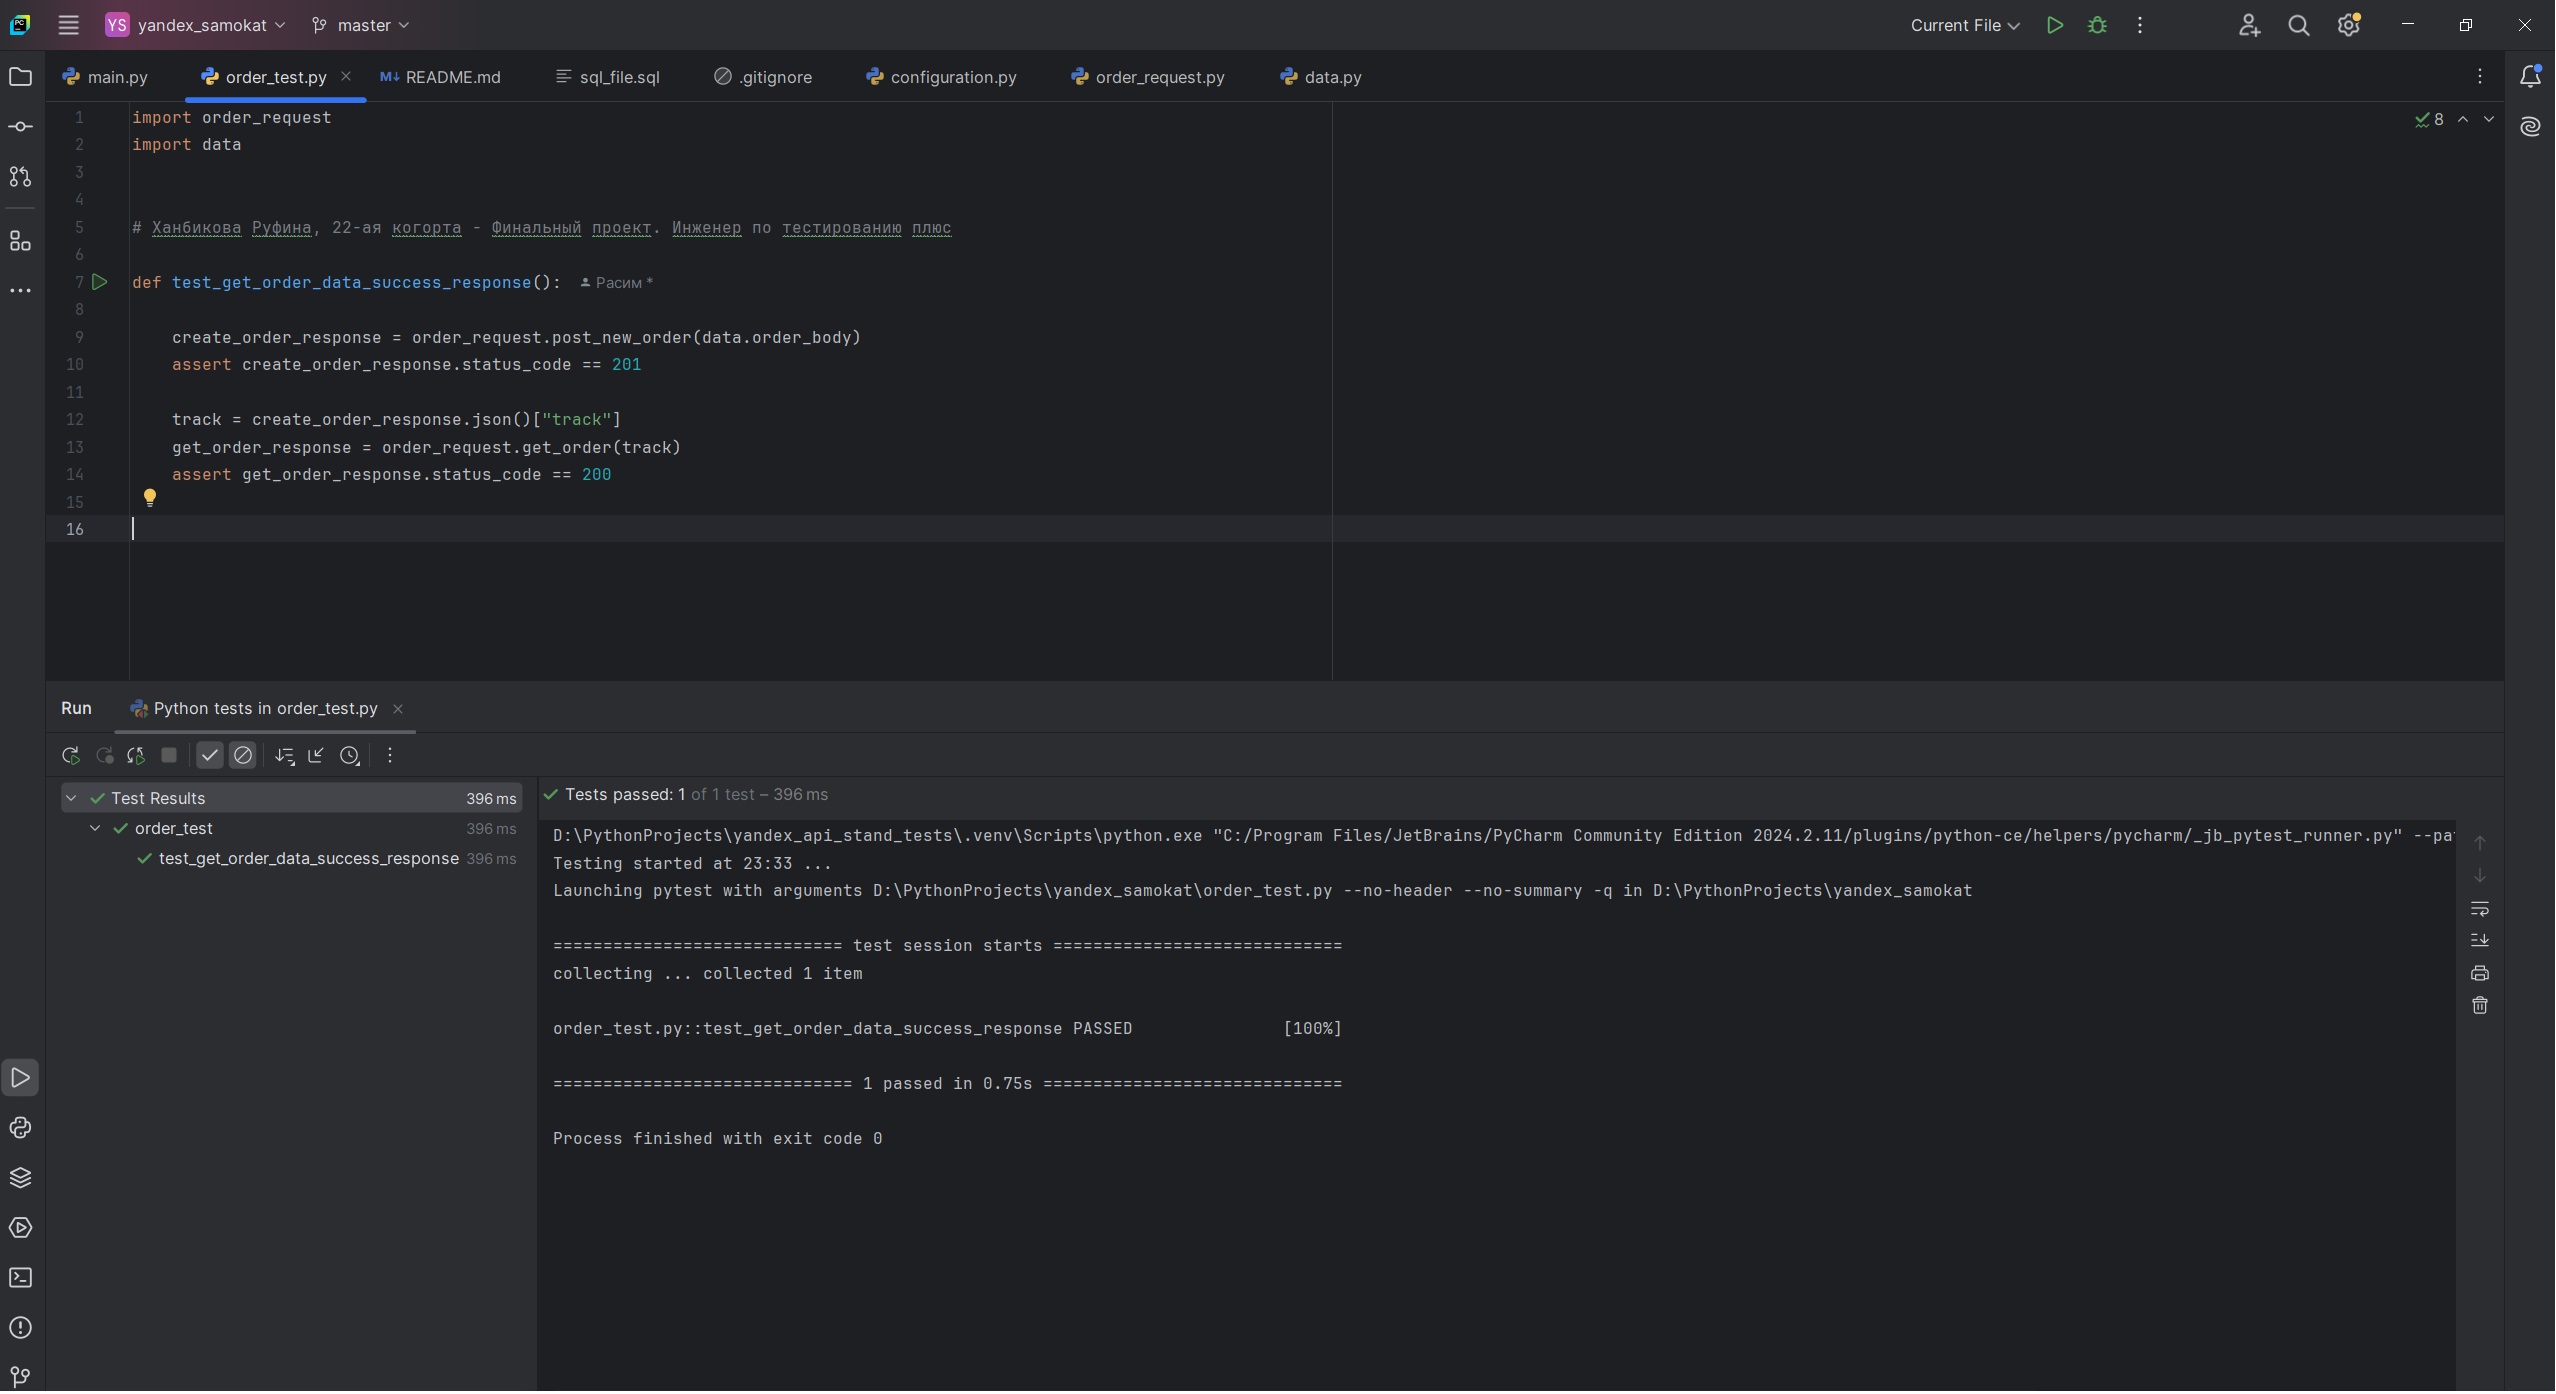 YS yandex_samokat master Current File
main.py order_test.py README.md sql_file.sql .gitignore configuration.py order_request.py data.py
1 import order_request
2 import data
3
4
5 # Ханбикова Руфина, 22-ая когорта - Финальный проект. Инженер по тестированию плюс
6
7 def test_get_order_data_success_response(): Расим *
8
9 create_order_response = order_request.post_new_order(data.order_body)
10 assert create_order_response.status_code == 201
11
12 track = create_order_response.json()["track"]
13 get_order_response = order_request.get_order(track)
14 assert get_order_response.status_code == 200
15
16
8
Run Python tests in order_test.py
Test Results 396 ms
order_test 396 ms
test_get_order_data_success_response 396 ms
Tests passed: 1 of 1 test – 396 ms
D:\PythonProjects\yandex_api_stand_tests\.venv\Scripts\python.exe "C:/Program Files/JetBrains/PyCharm Community Edition 2024.2.11/plugins/python-ce/helpers/pycharm/_jb_pytest_runner.py" --pa
Testing started at 23:33 ...
Launching pytest with arguments D:\PythonProjects\yandex_samokat\order_test.py --no-header --no-summary -q in D:\PythonProjects\yandex_samokat
============================= test session starts =============================
collecting ... collected 1 item
order_test.py::test_get_order_data_success_response PASSED [100%]
============================== 1 passed in 0.75s ==============================
Process finished with exit code 0